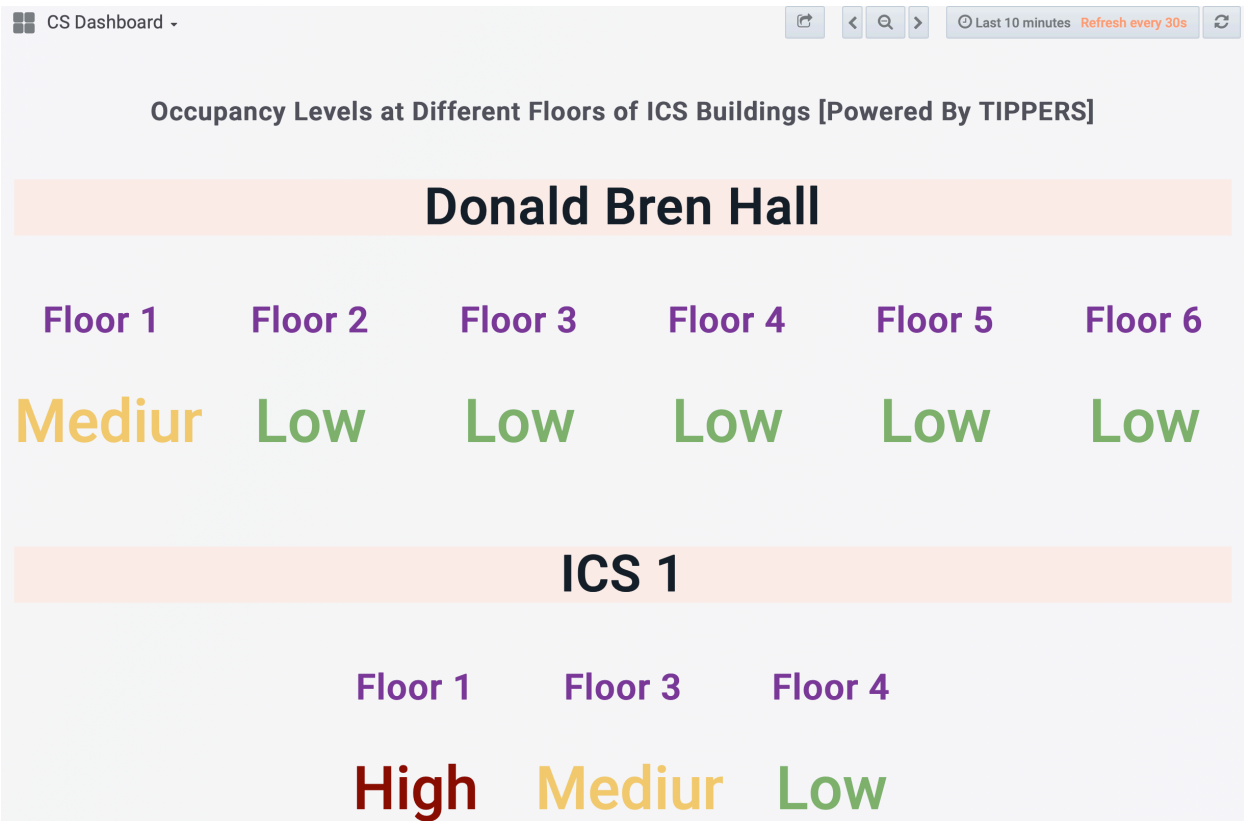 CS Dashboard
Last 10 minutes Refresh every 30s
Occupancy Levels at Different Floors of ICS Buildings [Powered By TIPPERS]
Donald Bren Hall
Floor 1 Floor 2 Floor 3 Floor 4 Floor 5 Floor 6
Mediur Low Low Low Low Low
ICS 1
Floor 1 Floor 3 Floor 4
High Mediur Low